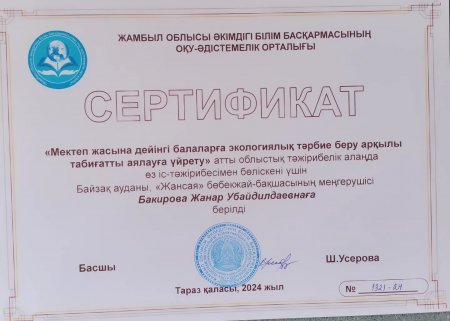 ЖАМБЫЛ ОБЛЫСЫ ӘКІМДІГІ БІЛІМ БАСҚАРМАСЫНЫҢ
ОҚУ-ӘДІСТЕМЕЛІК ОРТАЛЫҒЫ
СЕРТИФИКАТ
«Мектеп жасына дейінгі балаларға экологиялық тәрбие беру арқылы
табиғатты аялауға үйрету» атты облыстық тәжірибелік алаңда
өз іс-тәжірибесімен бөліскені үшін
Байзақ ауданы, «Жансая» бөбекжай-бақшасының меңгерушісі
Бакирова Жанар Убайдилдаевнаға
берілді
Басшы
Ш.Усерова
Тараз қаласы, 2024 жыл
№ 1321-24